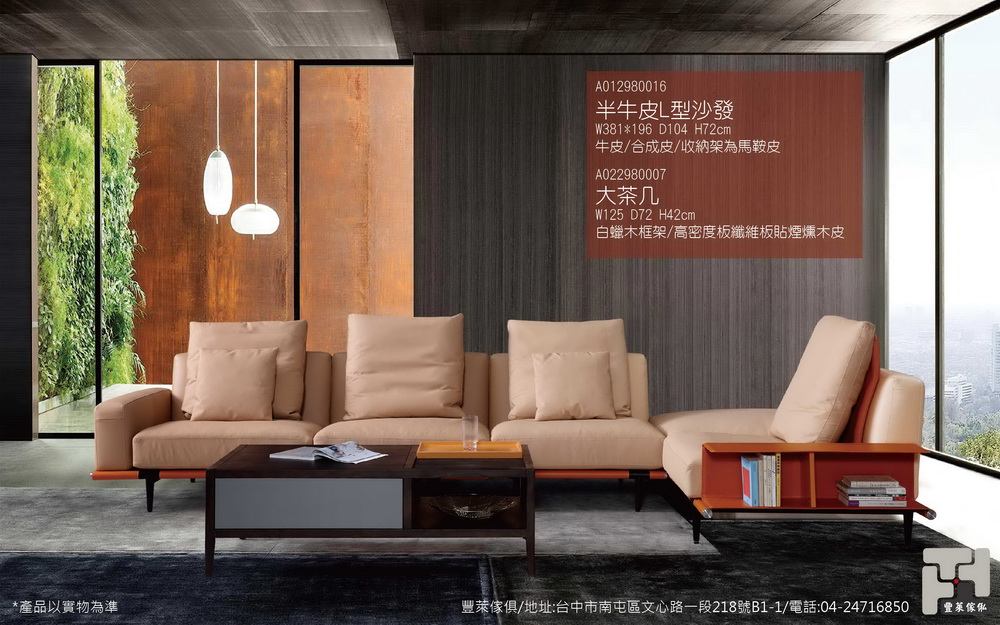 A012980016
半牛皮L型沙發
W381*196 D104 H72cm
牛皮/合成皮/收納架為馬鞍皮
A022980007
大茶几
W125 D72 H42cm
白蠟木框架/高密度板纖維板貼煙燻木皮
*產品以實物為準
豐萊傢俱/地址:台中市南屯區文心路一段218號B1-1/電話:04-24716850
豐萊傢俬